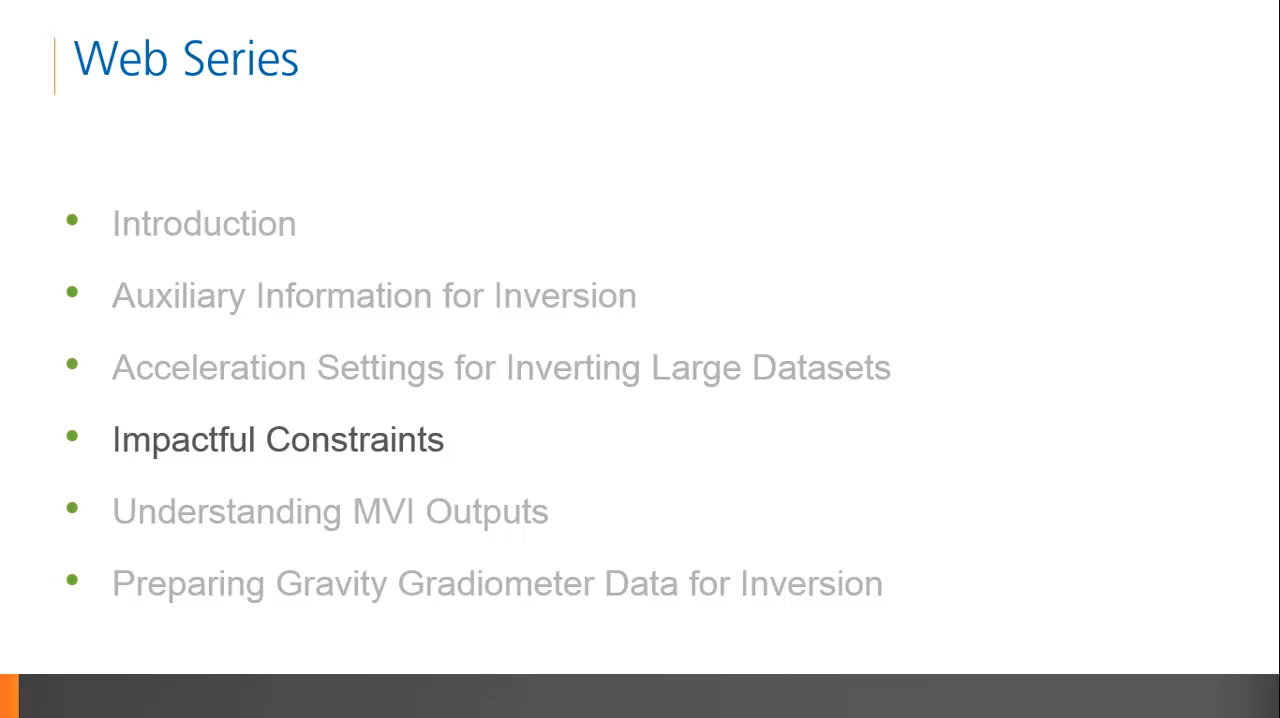 Web Series
Introduction
Auxiliary Information for Inversion
Acceleration Settings for Inverting Large Datasets
Impactful Constraints
Understanding MVI Outputs
Preparing Gravity Gradiometer Data for Inversion